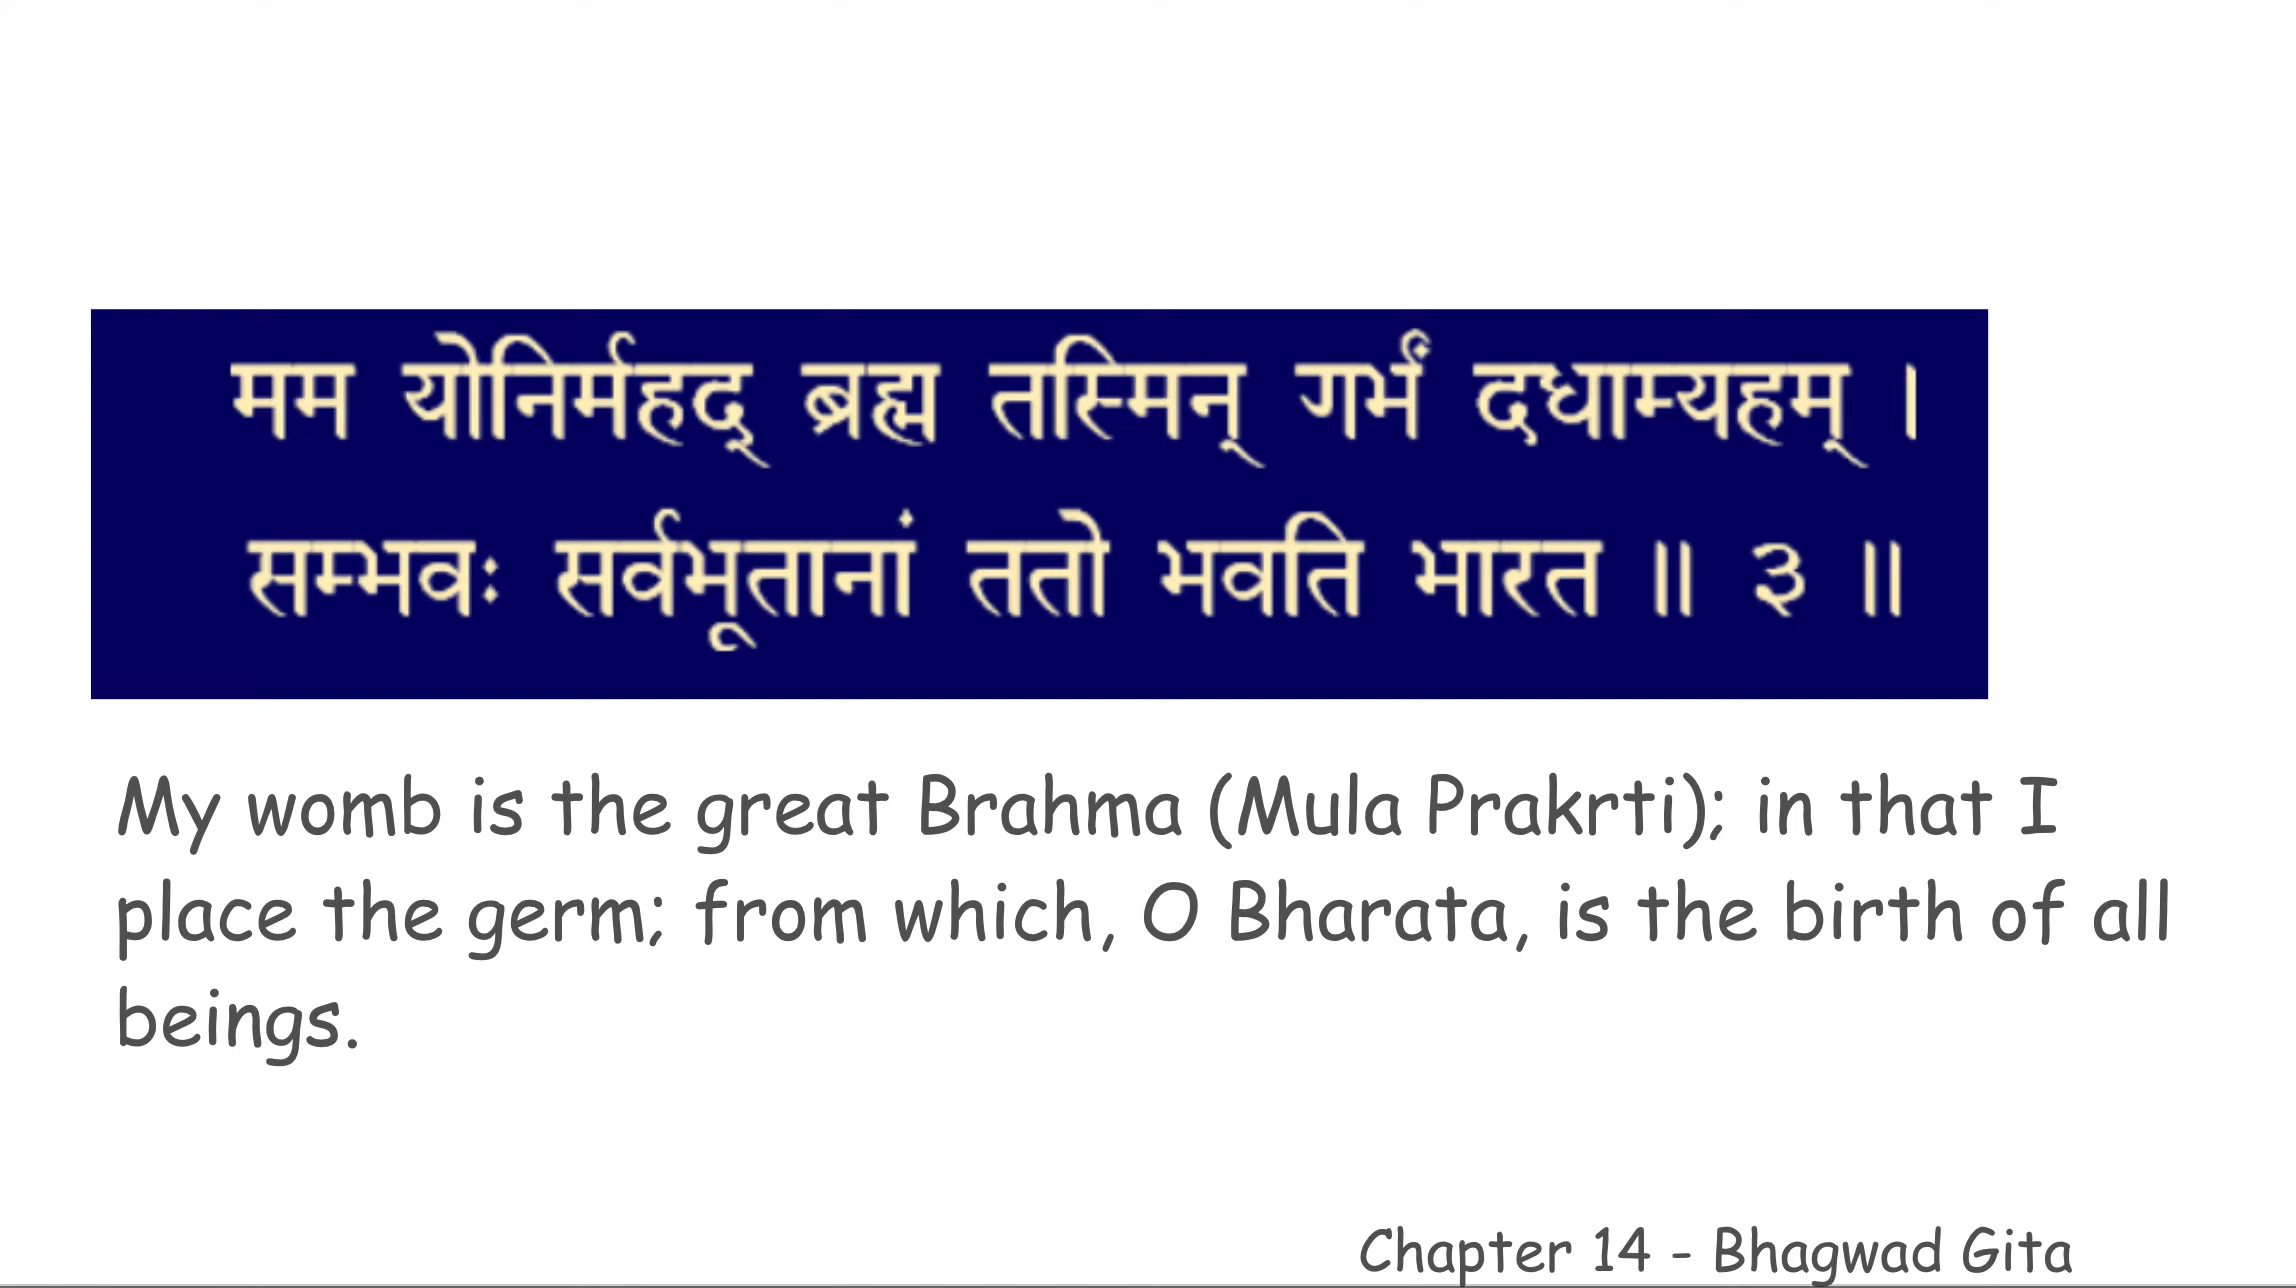 मम योनिर्महद् ब्रह्म तस्मिन् गर्भं दधाम्यहम् ।
सम्भवः सर्वभूतानां ततो भवति भारत ॥ ३ ॥
My womb is the great Brahma (Mula Prakrti); in that I
place the germ; from which, O Bharata, is the birth of all
beings.
Chapter 14 - Bhagwad Gita